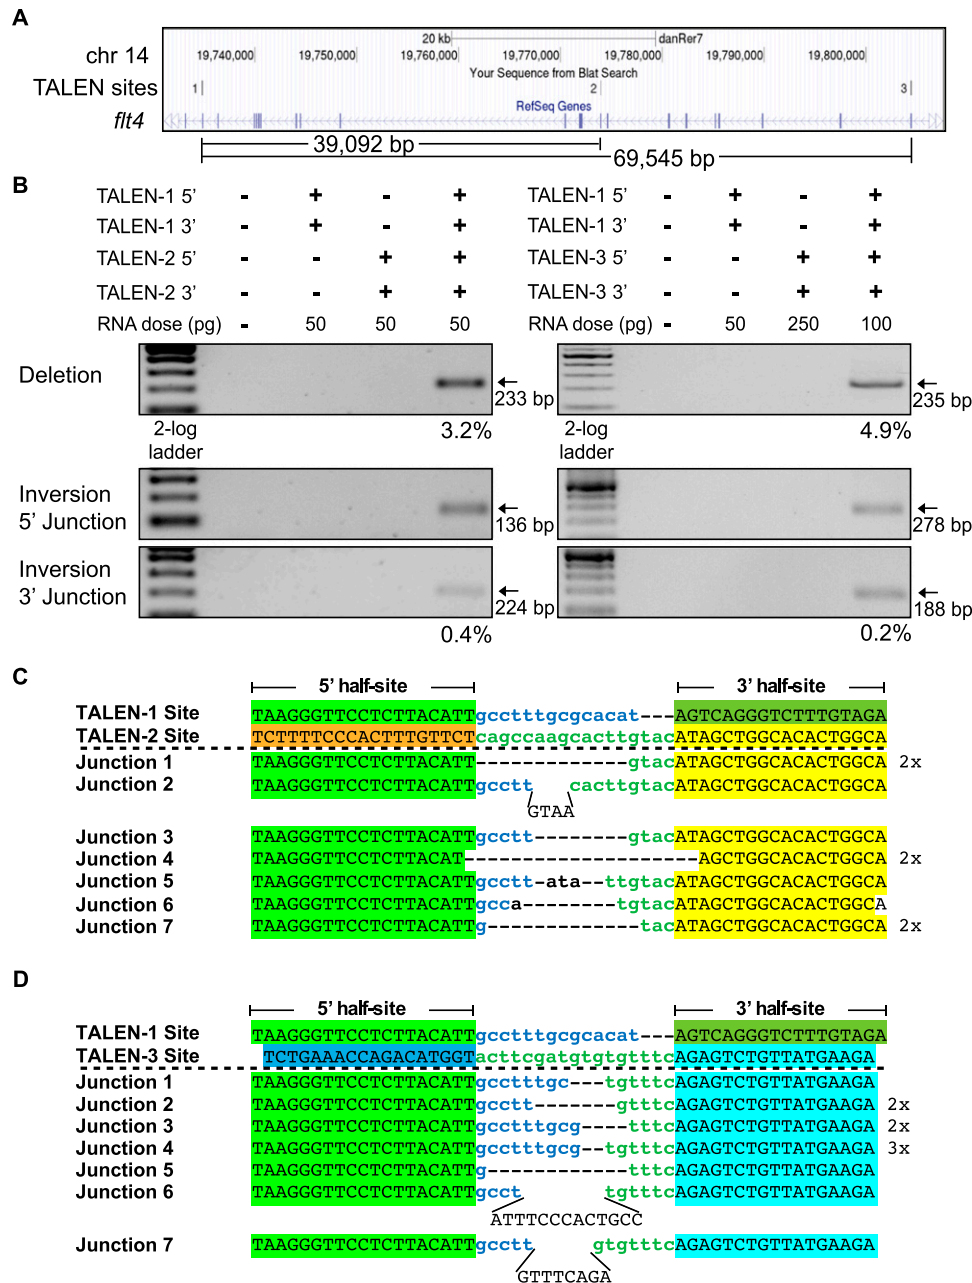 A
20 kb danRer7
chr 14 19,740,000 19,750,000 19,760,000 19,770,000 19,780,000 19,790,000 19,800,000
Your Sequence from Blat Search
TALEN sites 1 2 3
RefSeq Genes
flt4
39,092 bp
69,545 bp
B
TALEN-1 5' - + - + TALEN-1 5' - + - +
TALEN-1 3' - + - + TALEN-1 3' - + - +
TALEN-2 5' - - + + TALEN-3 5' - - + +
TALEN-2 3' - - + + TALEN-3 3' - - + +
RNA dose (pg) - 50 50 50 RNA dose (pg) - 50 250 100
Deletion
233 bp 235 bp
2-log ladder 3.2% 2-log ladder 4.9%
Inversion 5' Junction
136 bp 278 bp
Inversion 3' Junction
224 bp 188 bp
0.4% 0.2%
C
5' half-site 3' half-site
TALEN-1 Site TAAGGGTTCCTCTTACATTgcctttgcgcacat---AGTCAGGGTCTTTGTAGA
TALEN-2 Site TCTTTTCCCACTTTGTTCTcagccaagcacttgtacATAGCTGGCACACTGGCA
Junction 1 TAAGGGTTCCTCTTACATT-------------gtacATAGCTGGCACACTGGCA 2x
Junction 2 TAAGGGTTCCTCTTACATTgcctt cacttgtacATAGCTGGCACACTGGCA
GTAA
Junction 3 TAAGGGTTCCTCTTACATTgcctt--------gtacATAGCTGGCACACTGGCA
Junction 4 TAAGGGTTCCTCTTACAT--------------------AGCTGGCACACTGGCA 2x
Junction 5 TAAGGGTTCCTCTTACATTgcctt-ata--ttgtacATAGCTGGCACACTGGCA
Junction 6 TAAGGGTTCCTCTTACATTgcca--------tgtacATAGCTGGCACACTGGCA
Junction 7 TAAGGGTTCCTCTTACATTg-------------tacATAGCTGGCACACTGGCA 2x
D
5' half-site 3' half-site
TALEN-1 Site TAAGGGTTCCTCTTACATTgcctttgcgcacat---AGTCAGGGTCTTTGTAGA
TALEN-3 Site TCTGAAACCAGACATGGTacttcgatgtgtgtttcAGAGTCTGTTATGAAGA
Junction 1 TAAGGGTTCCTCTTACATTgcctttgc---tgtttcAGAGTCTGTTATGAAGA
Junction 2 TAAGGGTTCCTCTTACATTgcctt-------gtttcAGAGTCTGTTATGAAGA 2x
Junction 3 TAAGGGTTCCTCTTACATTgcctttgcg---gtttcAGAGTCTGTTATGAAGA 2x
Junction 4 TAAGGGTTCCTCTTACATTgcctttgcg--tgtttcAGAGTCTGTTATGAAGA 3x
Junction 5 TAAGGGTTCCTCTTACATTg------------tttcAGAGTCTGTTATGAAGA
Junction 6 TAAGGGTTCCTCTTACATTgcct tgtttcAGAGTCTGTTATGAAGA
ATTTCCCACTGCC
Junction 7 TAAGGGTTCCTCTTACATTgcctt gtgtttcAGAGTCTGTTATGAAGA
GTTTCAGA